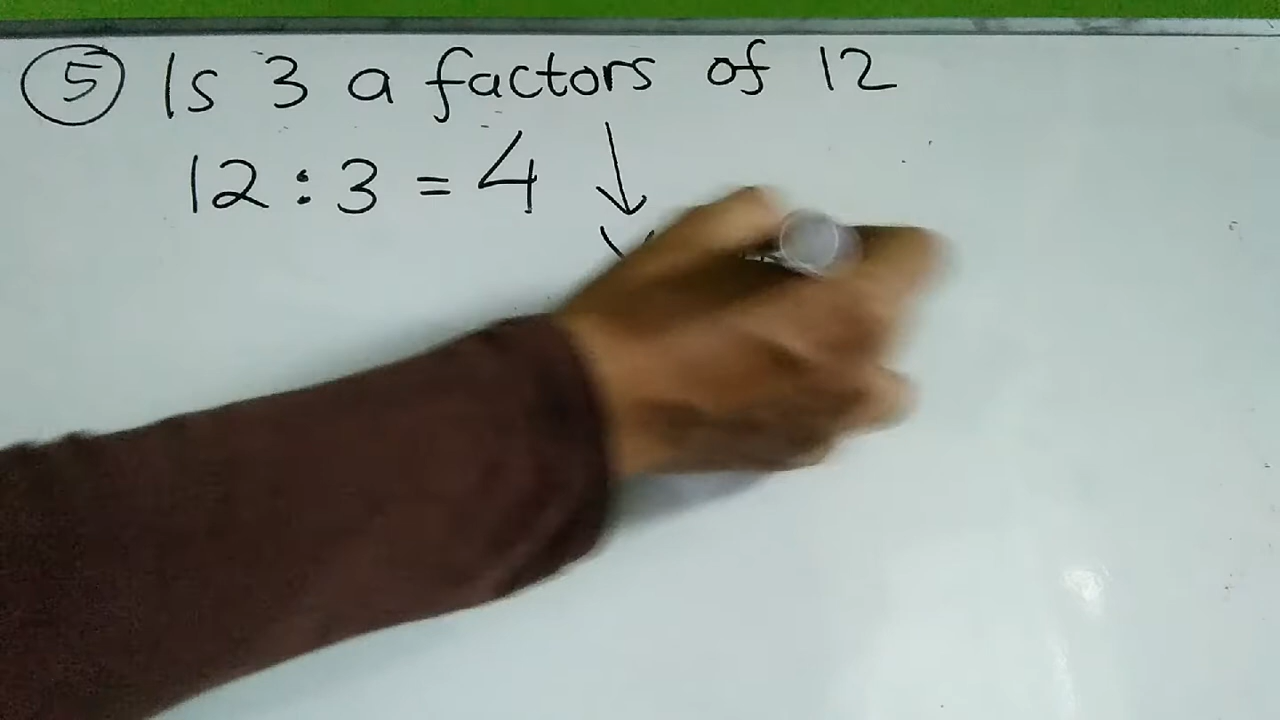 5 Is 3 a factors of 12
12 : 3 = 4 ↓